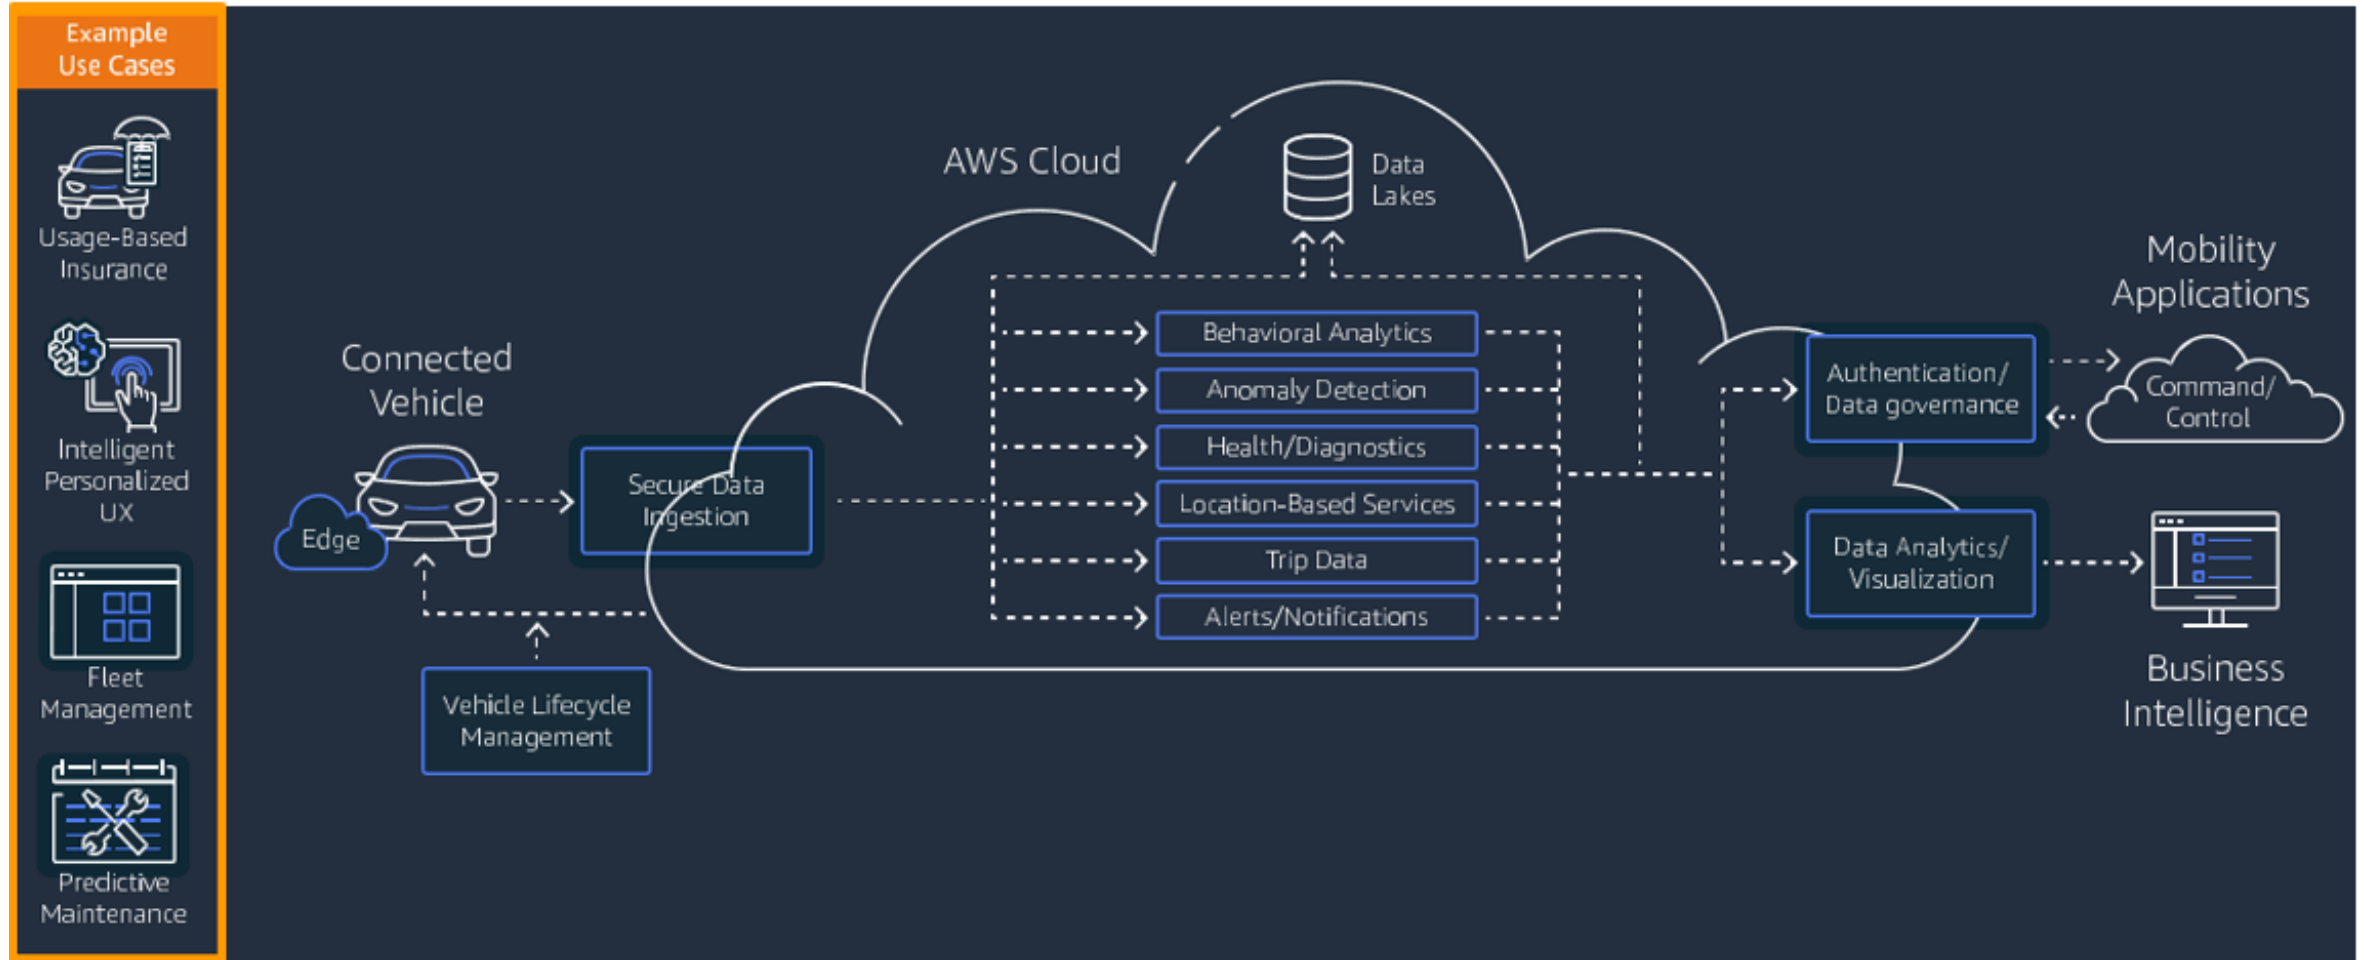 Example
Use Cases
Usage-Based
Insurance
Intelligent
Personalized
UX
Fleet
Management
Predictive
Maintenance
Connected
Vehicle
Edge
Secure Data
Ingestion
Vehicle Lifecycle
Management
AWS Cloud
Data
Lakes
Behavioral Analytics
Anomaly Detection
Health/Diagnostics
Location-Based Services
Trip Data
Alerts/Notifications
Authentication/
Data governance
Data Analytics/
Visualization
Mobility
Applications
Command/
Control
Business
Intelligence